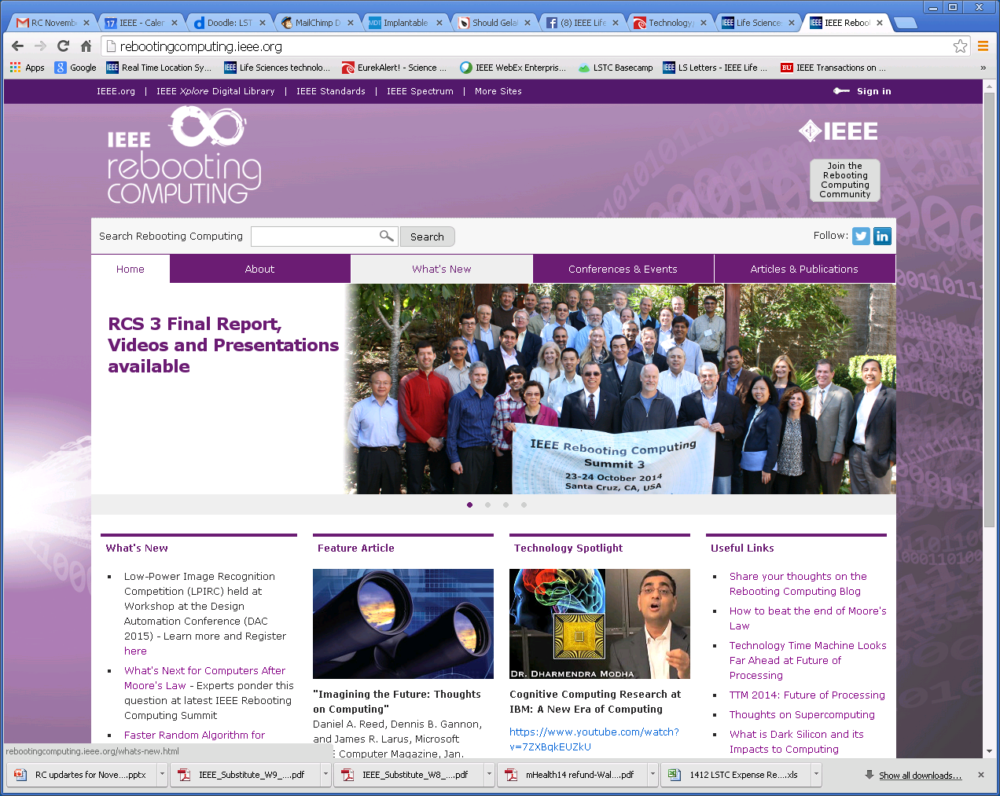 RC Novemb
IEEE - Caler
Doodle: LST
MailChimp D
Implantable
Should Gelat
(8) IEEE Life
Technology,
Life Science
IEEE Reboo
rebootingcomputing.ieee.org
Apps
Google
Real Time Location Sy...
Life Sciences technolo...
EurekAlert! - Science ...
IEEE WebEx Enterpris...
LSTC Basecamp
LS Letters - IEEE Life ...
IEEE Transactions on ...
»
IEEE.org | IEEE Xplore Digital Library | IEEE Standards | IEEE Spectrum | More Sites
Sign in
IEEE
rebooting
COMPUTING
IEEE
Join the
Rebooting
Computing
Community
Search Rebooting Computing
Search
Follow:
Home
About
What's New
Conferences & Events
Articles & Publications
RCS 3 Final Report,
Videos and Presentations
available
IEEE Rebooting Computing
Summit 3
23-24 October 2014
Santa Cruz, CA, USA
What's New
Low-Power Image Recognition
Competition (LPIRC) held at
Workshop at the Design
Automation Conference (DAC
2015) - Learn more and Register
here
What's Next for Computers After
Moore's Law - Experts ponder this
question at latest IEEE Rebooting
Computing Summit
Faster Random Algorithm for
Feature Article
"Imagining the Future: Thoughts
on Computing"
Daniel A. Reed, Dennis B. Gannon,
and James R. Larus, Microsoft
E Computer Magazine, Jan.
Technology Spotlight
DR. DHARMENDRA MODHA
Cognitive Computing Research at
IBM: A New Era of Computing
https://www.youtube.com/watch?
v=7ZXBqkEUZkU
Useful Links
Share your thoughts on the
Rebooting Computing Blog
How to beat the end of Moore's
Law
Technology Time Machine Looks
Far Ahead at Future of
Processing
TTM 2014: Future of Processing
Thoughts on Supercomputing
What is Dark Silicon and its
Impacts to Computing
rebootingcomputing.ieee.org/whats-new.html
RC updartes for Nove....pptx
IEEE_Substitute_W9_....pdf
IEEE_Substitute_W8_....pdf
mHealth14 refund-Wal....pdf
1412 LSTC Expense Re....xls
Show all downloads...